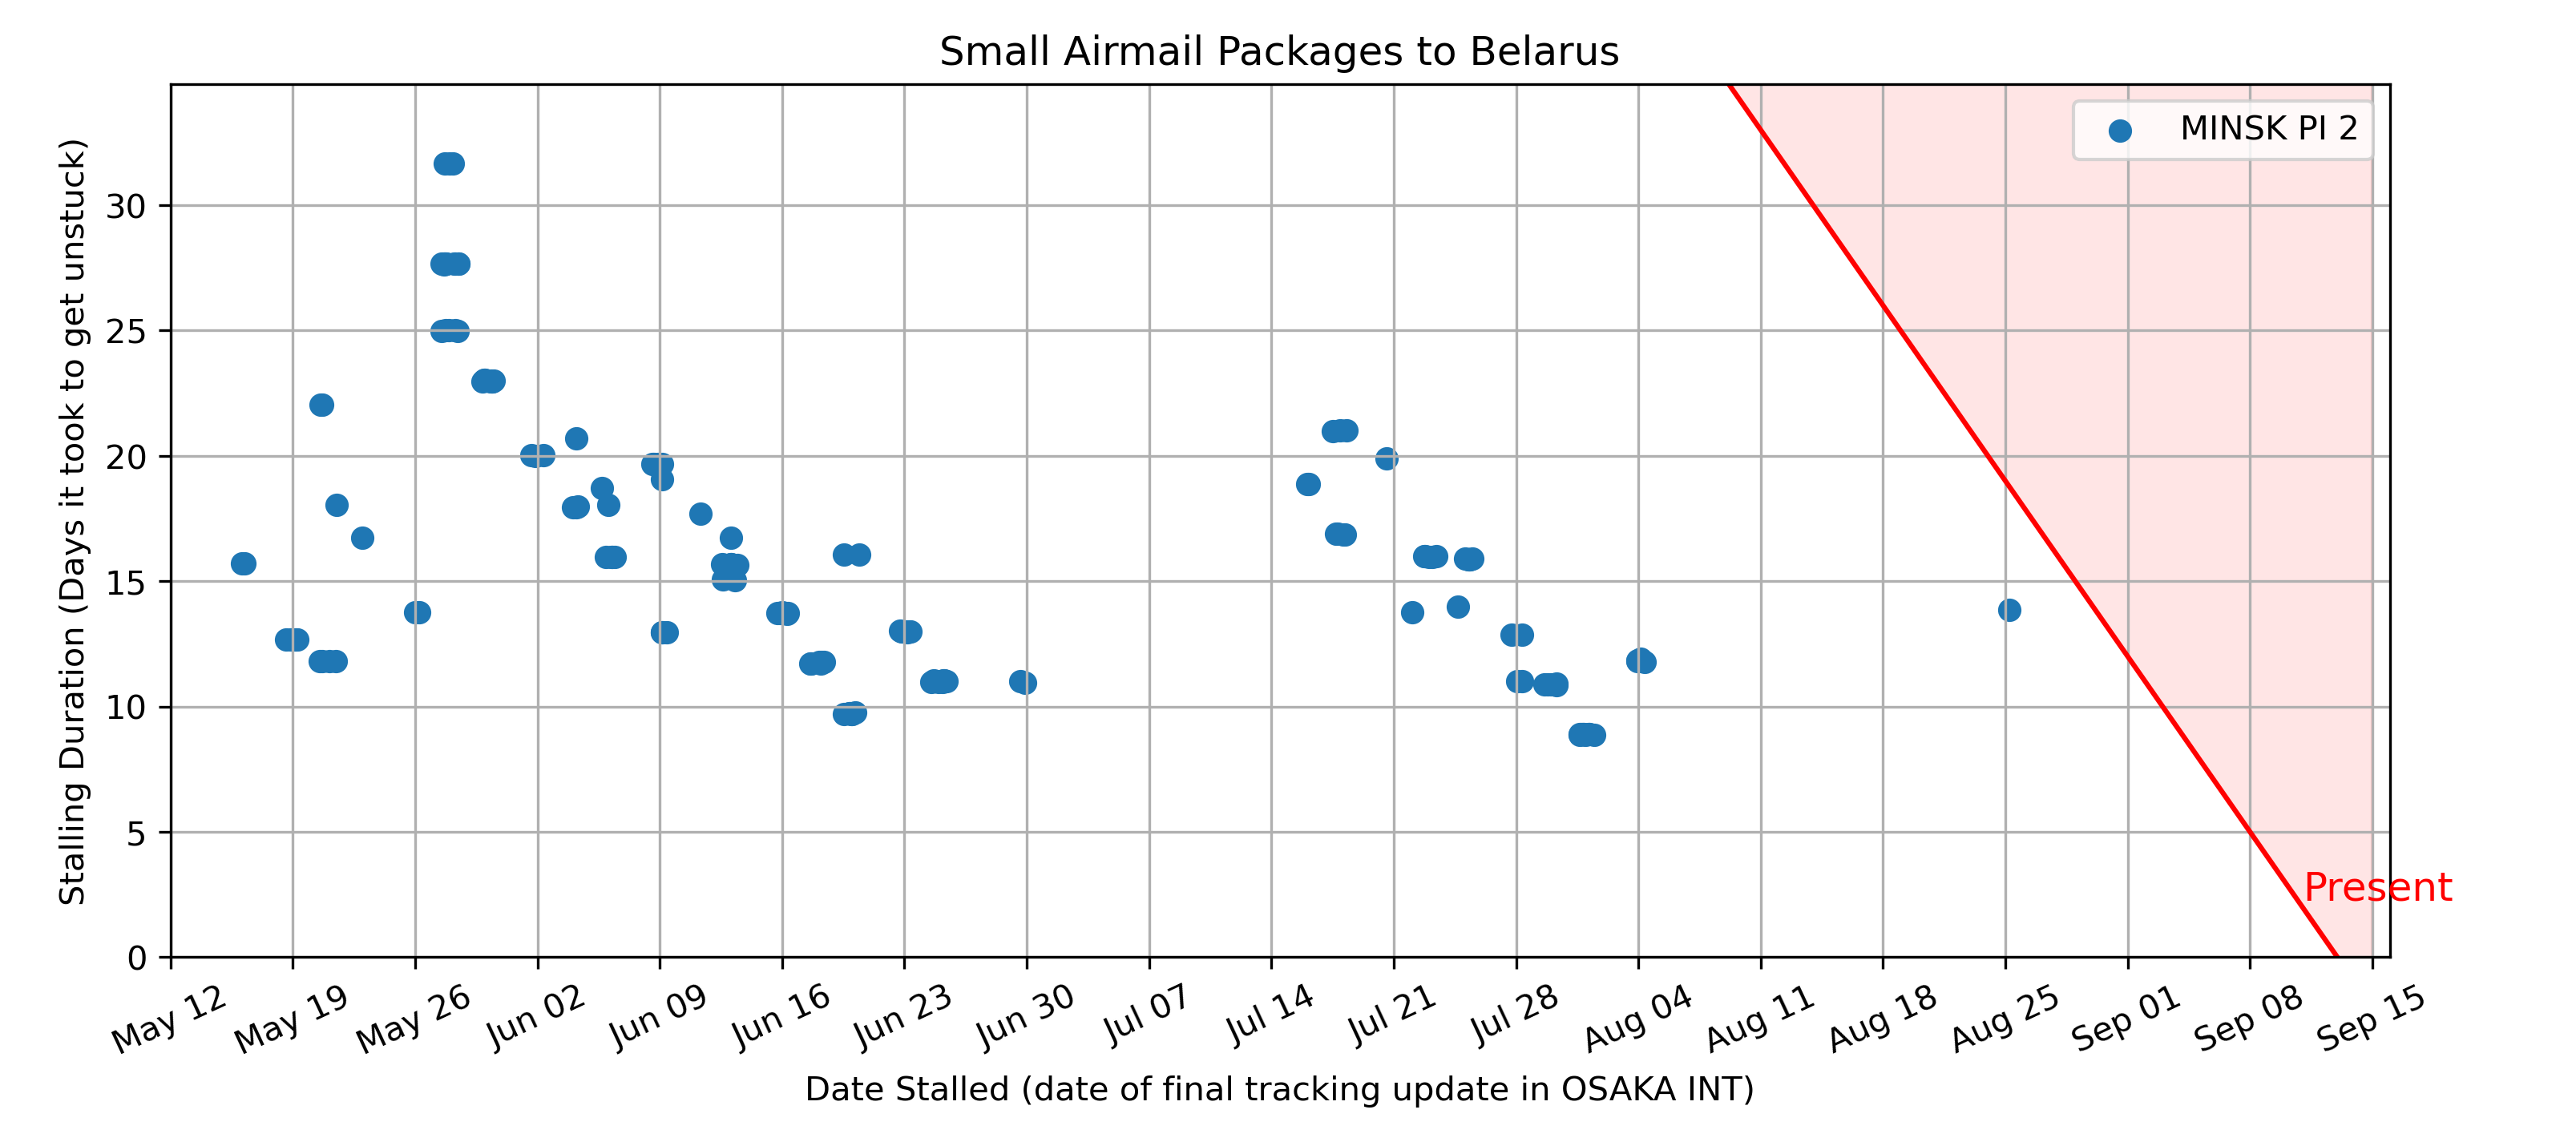 Small Airmail Packages to Belarus
MINSK PI 2
Stalling Duration (Days it took to get unstuck)
30
25
20
15
10
5
0
Present
May 12
May 19
May 26
Jun 02
Jun 09
Jun 16
Jun 23
Jun 30
Jul 07
Jul 14
Jul 21
Jul 28
Aug 04
Aug 11
Aug 18
Aug 25
Sep 01
Sep 08
Sep 15
Date Stalled (date of final tracking update in OSAKA INT)